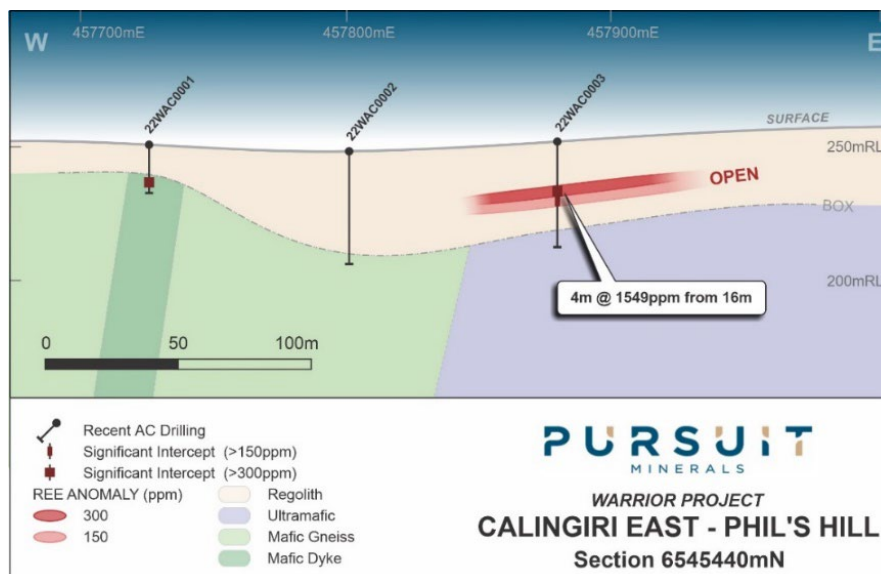 457700mE 457800mE 457900mE
W E
22WAC0001 22WAC0002 22WAC0003
SURFACE
250mRL
OPEN
BOX
200mRL
4m @ 1549ppm from 16m
0 50 100m
Recent AC Drilling
Significant Intercept (>150ppm)
Significant Intercept (>300ppm)
REE ANOMALY (ppm)
300
150
Regolith
Ultramafic
Mafic Gneiss
Mafic Dyke
PURSUIT
MINERALS
WARRIOR PROJECT
CALINGIRI EAST - PHIL'S HILL
Section 6545440mN